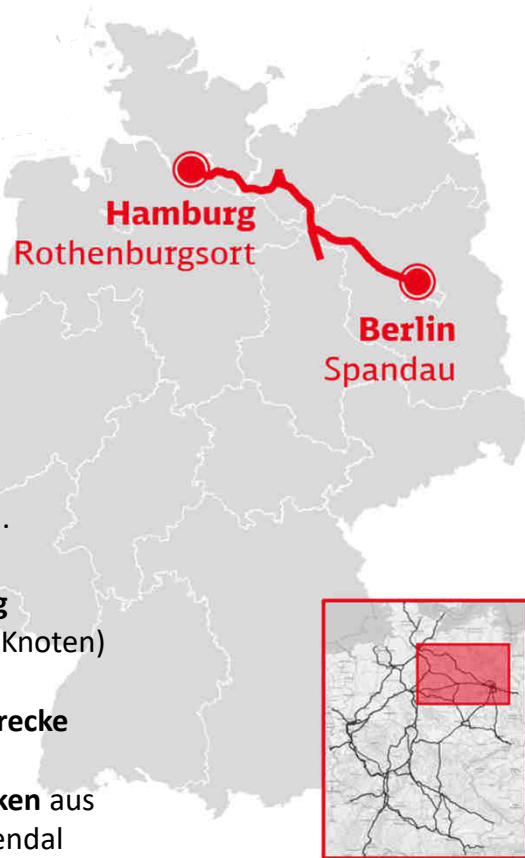 Hamburg
Rothenburgsort
Berlin
Spandau
.
g
Knoten)
recke
ken aus
endal